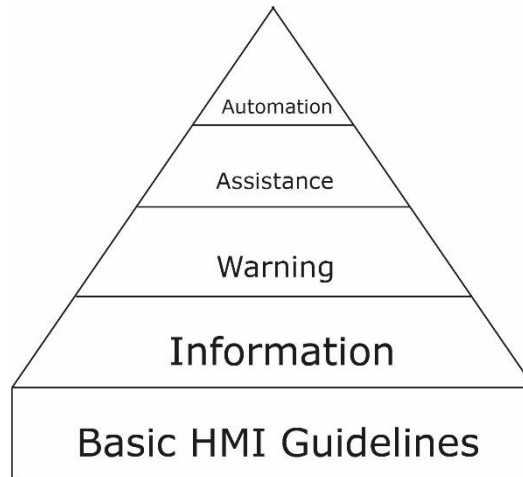 Automation
Assistance
Warning
Information
Basic HMI Guidelines